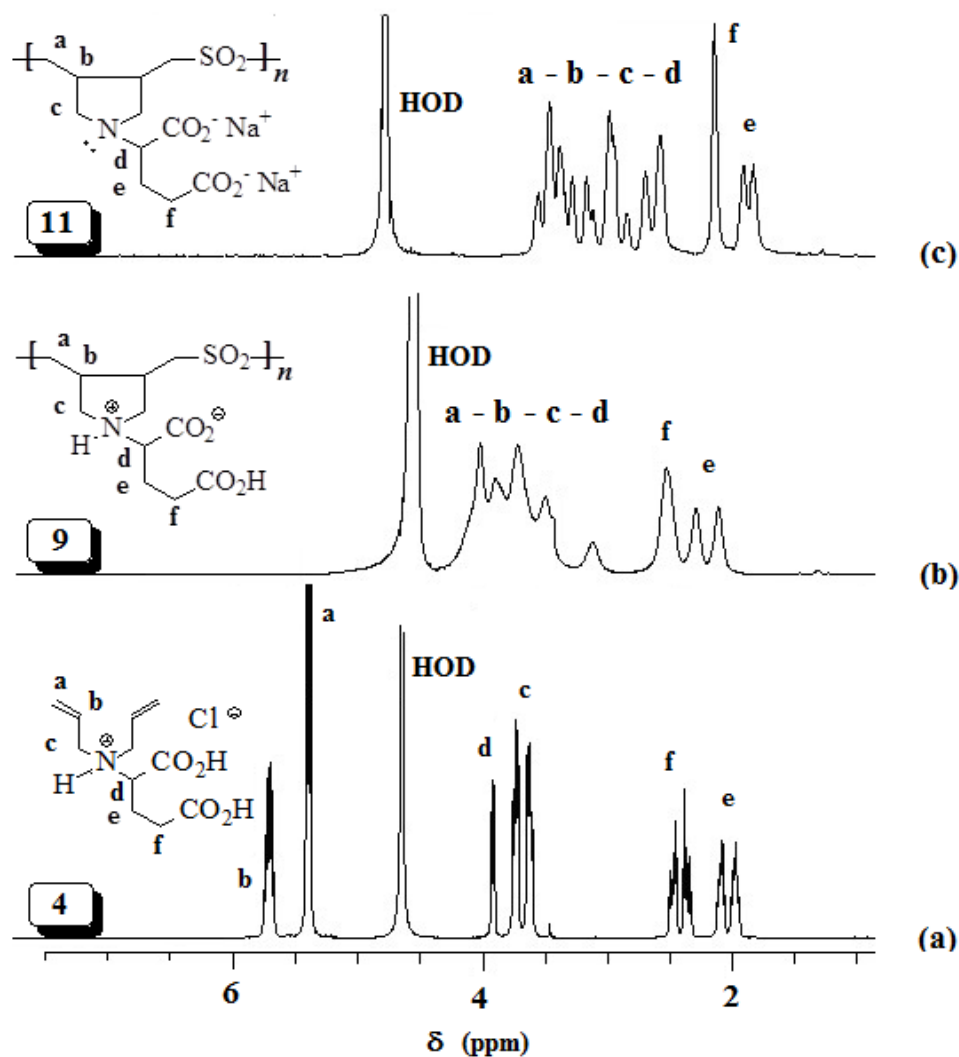 a
b
SO2
[ ]n
c
HOD
a - b - c - d
f
e
N
CO2- Na+
d
e
CO2- Na+
f
11
(c)
a
b
SO2
[ ]n
c
HOD
a - b - c - d
f
e
⊕
N
H
CO2⊖
d
e
CO2H
f
9
(b)
a
HOD
a
b
Cl⊖
c
⊕
N
H
CO2H
d
e
CO2H
f
d
c
f
e
b
4
(a)
6 4 2
δ (ppm)